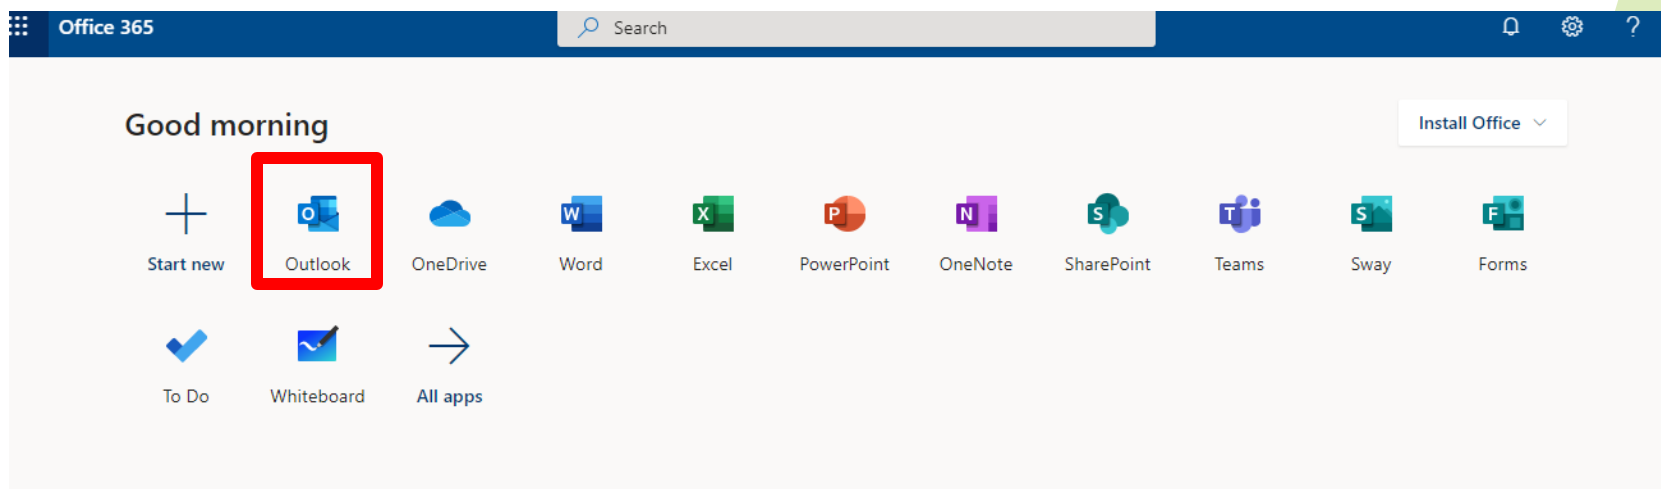 Office 365
Search
?
Good morning
Install Office
Start new
Outlook
OneDrive
Word
Excel
PowerPoint
OneNote
SharePoint
Teams
Sway
Forms
To Do
Whiteboard
All apps